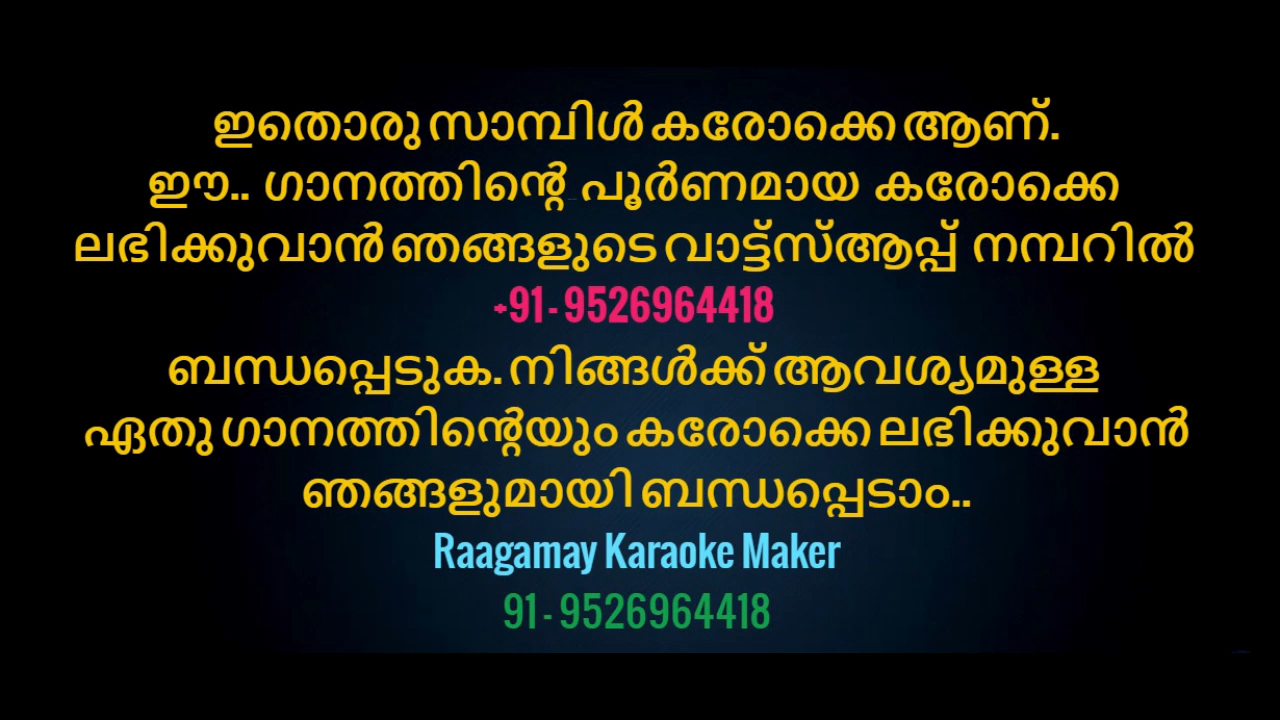 ഇതൊരു സാമ്പിൾ കരോക്കെ ആണ്.
ഈ.. ഗാനത്തിന്റെ പൂർണമായ കരോക്കെ
ലഭിക്കുവാൻ ഞങ്ങളുടെ വാട്ട്സ്ആപ്പ് നമ്പറിൽ
+91- 9526964418
ബന്ധപ്പെടുക. നിങ്ങൾക്ക് ആവശ്യമുള്ള
ഏതു ഗാനത്തിന്റെയും കരോക്കെ ലഭിക്കുവാൻ
ഞങ്ങളുമായി ബന്ധപ്പെടാം..
Raagamay Karaoke Maker
91- 9526964418